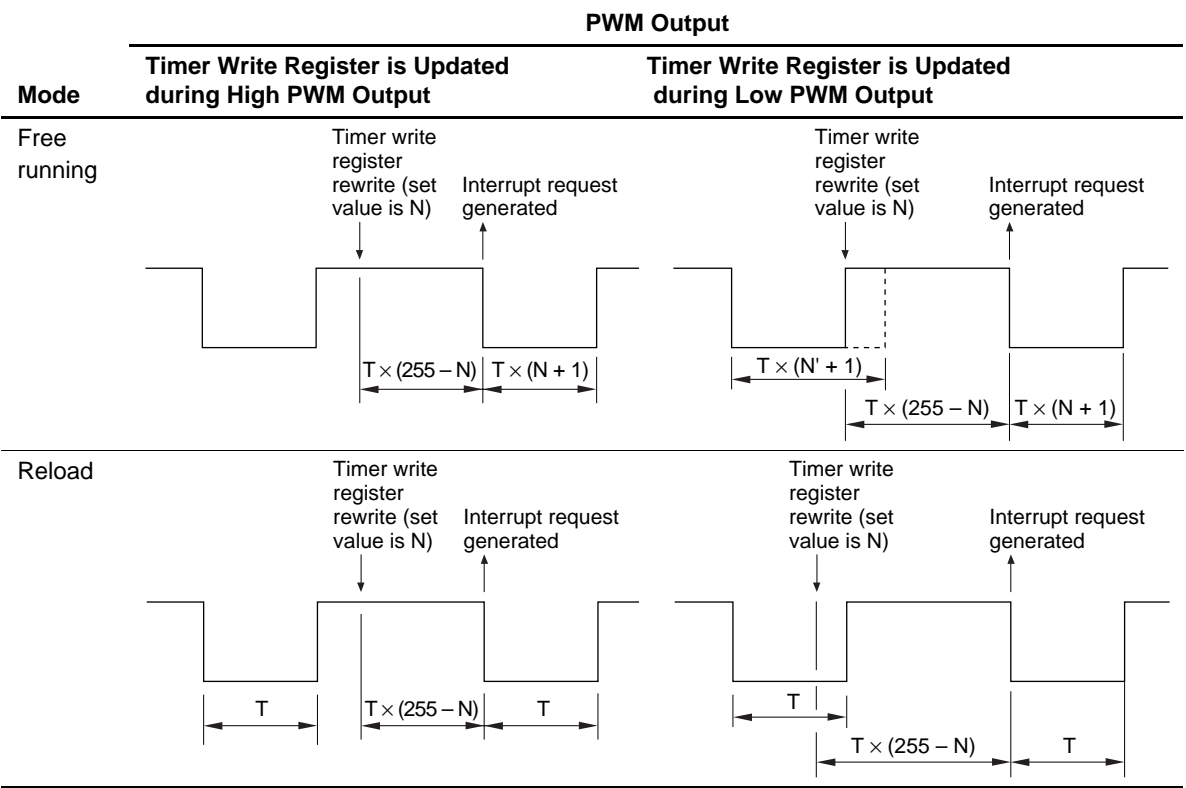 PWM Output
Mode
Timer Write Register is Updated
during High PWM Output
Timer Write Register is Updated
during Low PWM Output
Free
running
Timer write
register
rewrite (set
value is N)
Interrupt request
generated
T × (255 – N)
T × (N + 1)
Timer write
register
rewrite (set
value is N)
Interrupt request
generated
T × (N' + 1)
T × (255 – N)
T × (N + 1)
Reload
Timer write
register
rewrite (set
value is N)
Interrupt request
generated
T
T × (255 – N)
T
Timer write
register
rewrite (set
value is N)
Interrupt request
generated
T
T × (255 – N)
T